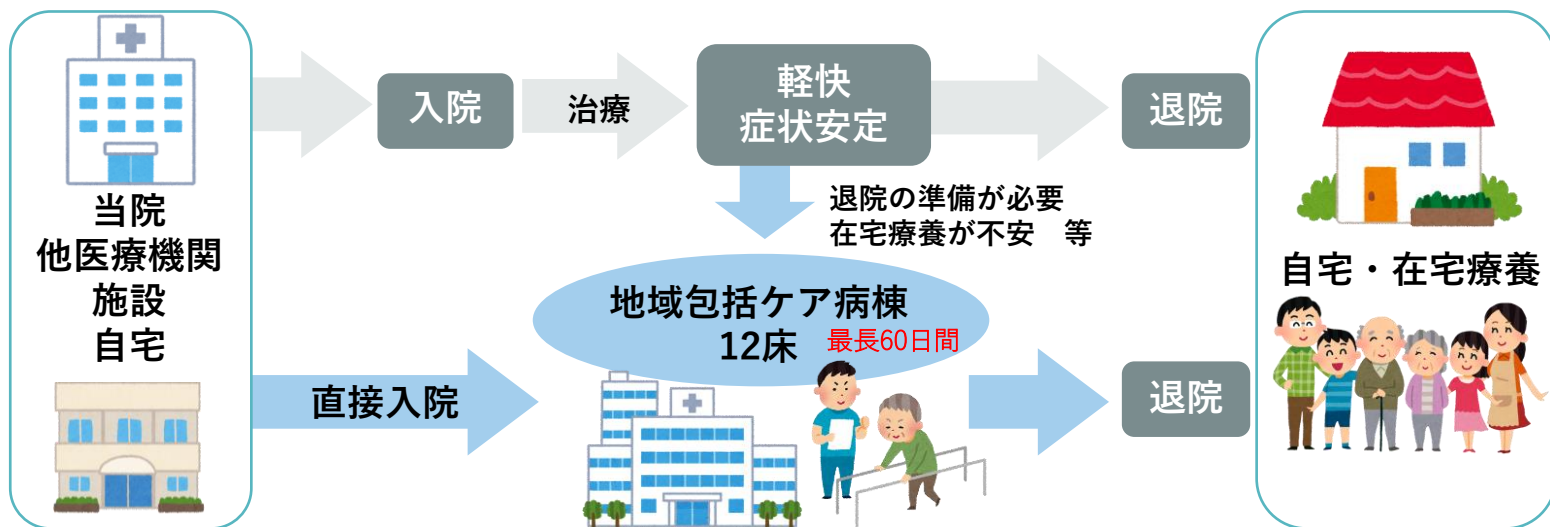 当院
他医療機関
施設
自宅
入院
治療
軽快
症状安定
退院
退院の準備が必要
在宅療養が不安　等
地域包括ケア病棟
12床 最長60日間
直接入院
退院
自宅・在宅療養